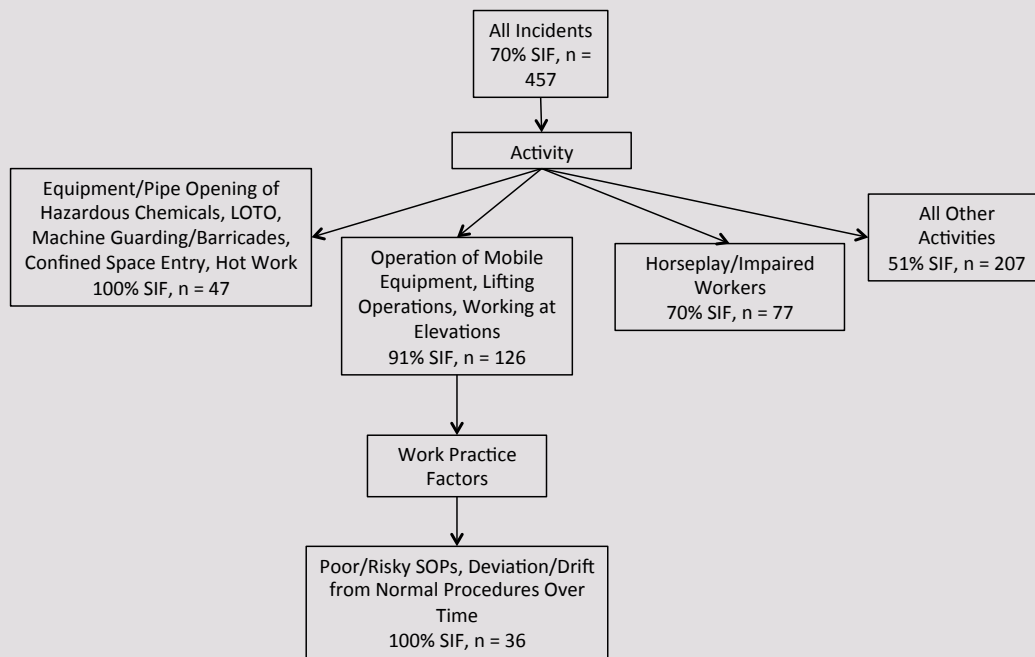 All Incidents
70% SIF, n =
457
Activity
Equipment/Pipe Opening of
Hazardous Chemicals, LOTO,
Machine Guarding/Barricades,
Confined Space Entry, Hot Work
100% SIF, n = 47
Operation of Mobile
Equipment, Lifting
Operations, Working at
Elevations
91% SIF, n = 126
Horseplay/Impaired
Workers
70% SIF, n = 77
All Other
Activities
51% SIF, n = 207
Work Practice
Factors
Poor/Risky SOPs, Deviation/Drift
from Normal Procedures Over
Time
100% SIF, n = 36